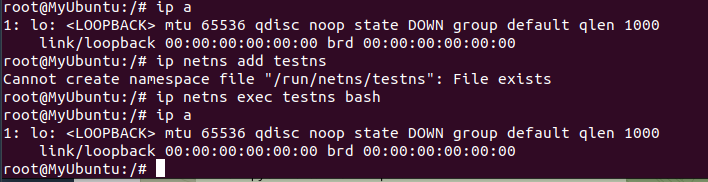 root@MyUbuntu:/# ip a
1: lo: <LOOPBACK> mtu 65536 qdisc noop state DOWN group default qlen 1000
    link/loopback 00:00:00:00:00:00 brd 00:00:00:00:00:00
root@MyUbuntu:/# ip netns add testns
Cannot create namespace file "/run/netns/testns": File exists
root@MyUbuntu:/# ip netns exec testns bash
root@MyUbuntu:/# ip a
1: lo: <LOOPBACK> mtu 65536 qdisc noop state DOWN group default qlen 1000
    link/loopback 00:00:00:00:00:00 brd 00:00:00:00:00:00
root@MyUbuntu:/#